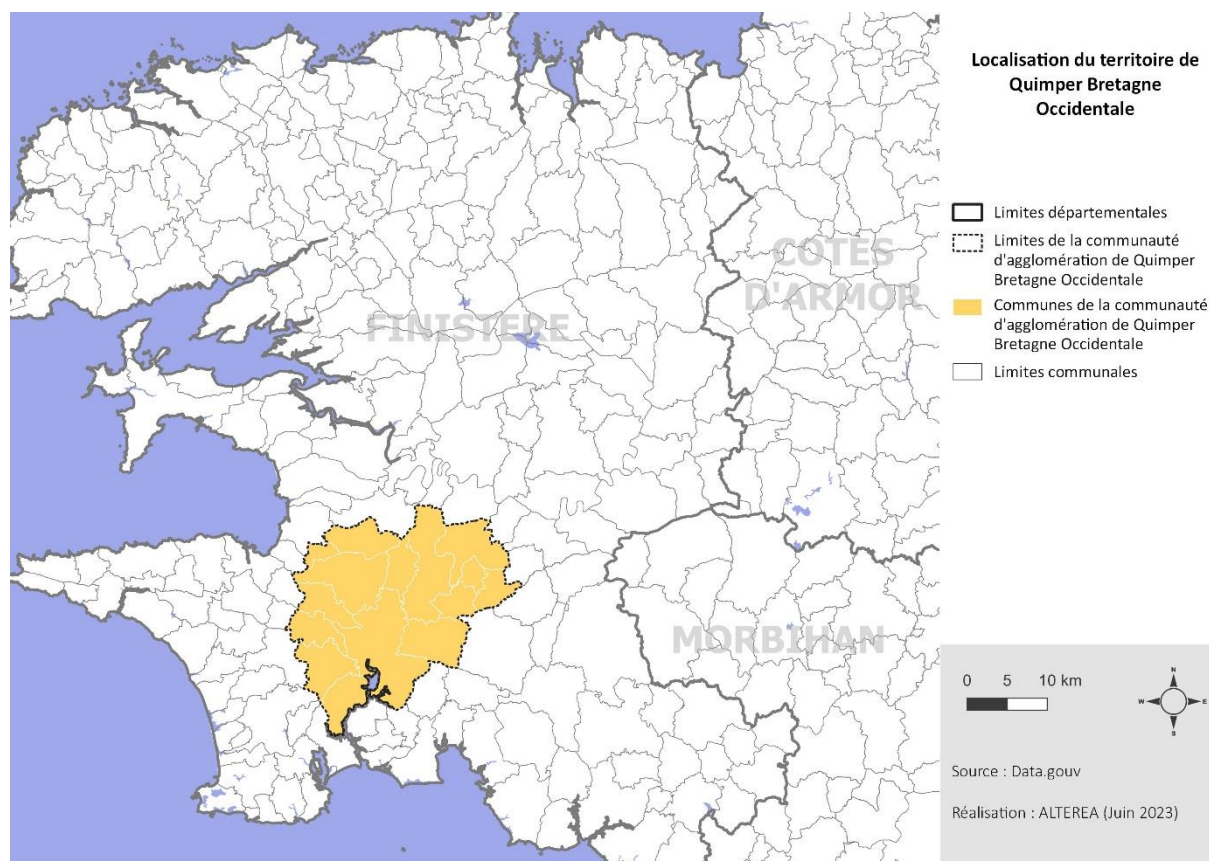 Localisation du territoire de
Quimper Bretagne
Occidentale
Limites départementales
Limites de la communauté
d'agglomération de Quimper
Bretagne Occidentale
Communes de la communauté
d'agglomération de Quimper
Bretagne Occidentale
Limites communales
COTES
D'ARMOR
FINISTERE
MORBIHAN
0 5 10 km
N
W E
S
Source : Data.gouv
Réalisation : ALTEREA (Juin 2023)